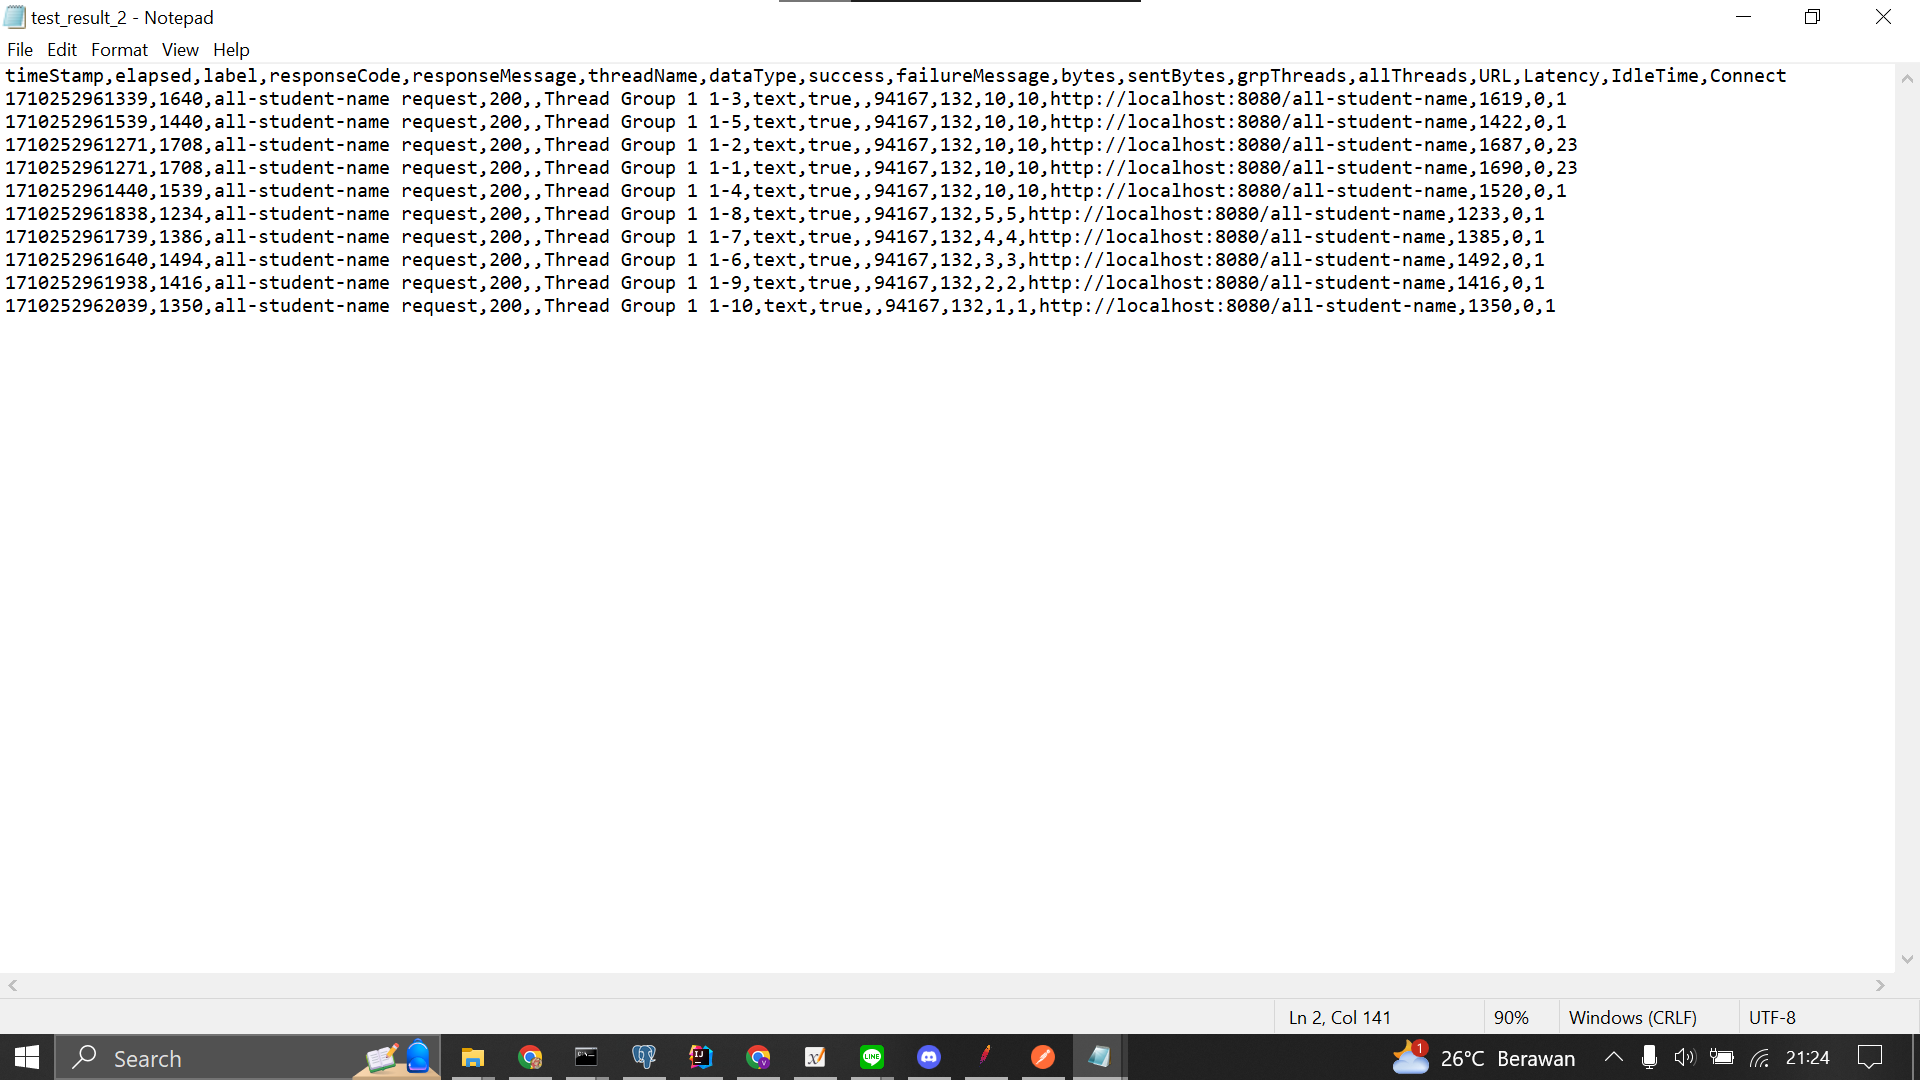 test_result_2 - Notepad
File Edit Format View Help
timeStamp,elapsed,label,responseCode,responseMessage,threadName,dataType,success,failureMessage,bytes,sentBytes,grpThreads,allThreads,URL,Latency,IdleTime,Connect
1710252961339,1640,all-student-name request,200,,Thread Group 1 1-3,text,true,,94167,132,10,10,http://localhost:8080/all-student-name,1619,0,1
1710252961539,1440,all-student-name request,200,,Thread Group 1 1-5,text,true,,94167,132,10,10,http://localhost:8080/all-student-name,1422,0,1
1710252961271,1708,all-student-name request,200,,Thread Group 1 1-2,text,true,,94167,132,10,10,http://localhost:8080/all-student-name,1687,0,23
1710252961271,1708,all-student-name request,200,,Thread Group 1 1-1,text,true,,94167,132,10,10,http://localhost:8080/all-student-name,1690,0,23
1710252961440,1539,all-student-name request,200,,Thread Group 1 1-4,text,true,,94167,132,10,10,http://localhost:8080/all-student-name,1520,0,1
1710252961838,1234,all-student-name request,200,,Thread Group 1 1-8,text,true,,94167,132,5,5,http://localhost:8080/all-student-name,1233,0,1
1710252961739,1386,all-student-name request,200,,Thread Group 1 1-7,text,true,,94167,132,4,4,http://localhost:8080/all-student-name,1385,0,1
1710252961640,1494,all-student-name request,200,,Thread Group 1 1-6,text,true,,94167,132,3,3,http://localhost:8080/all-student-name,1492,0,1
1710252961938,1416,all-student-name request,200,,Thread Group 1 1-9,text,true,,94167,132,2,2,http://localhost:8080/all-student-name,1416,0,1
1710252962039,1350,all-student-name request,200,,Thread Group 1 1-10,text,true,,94167,132,1,1,http://localhost:8080/all-student-name,1350,0,1
Ln 2, Col 141 90% Windows (CRLF) UTF-8
Search LINE 1 26°C Berawan 21:24